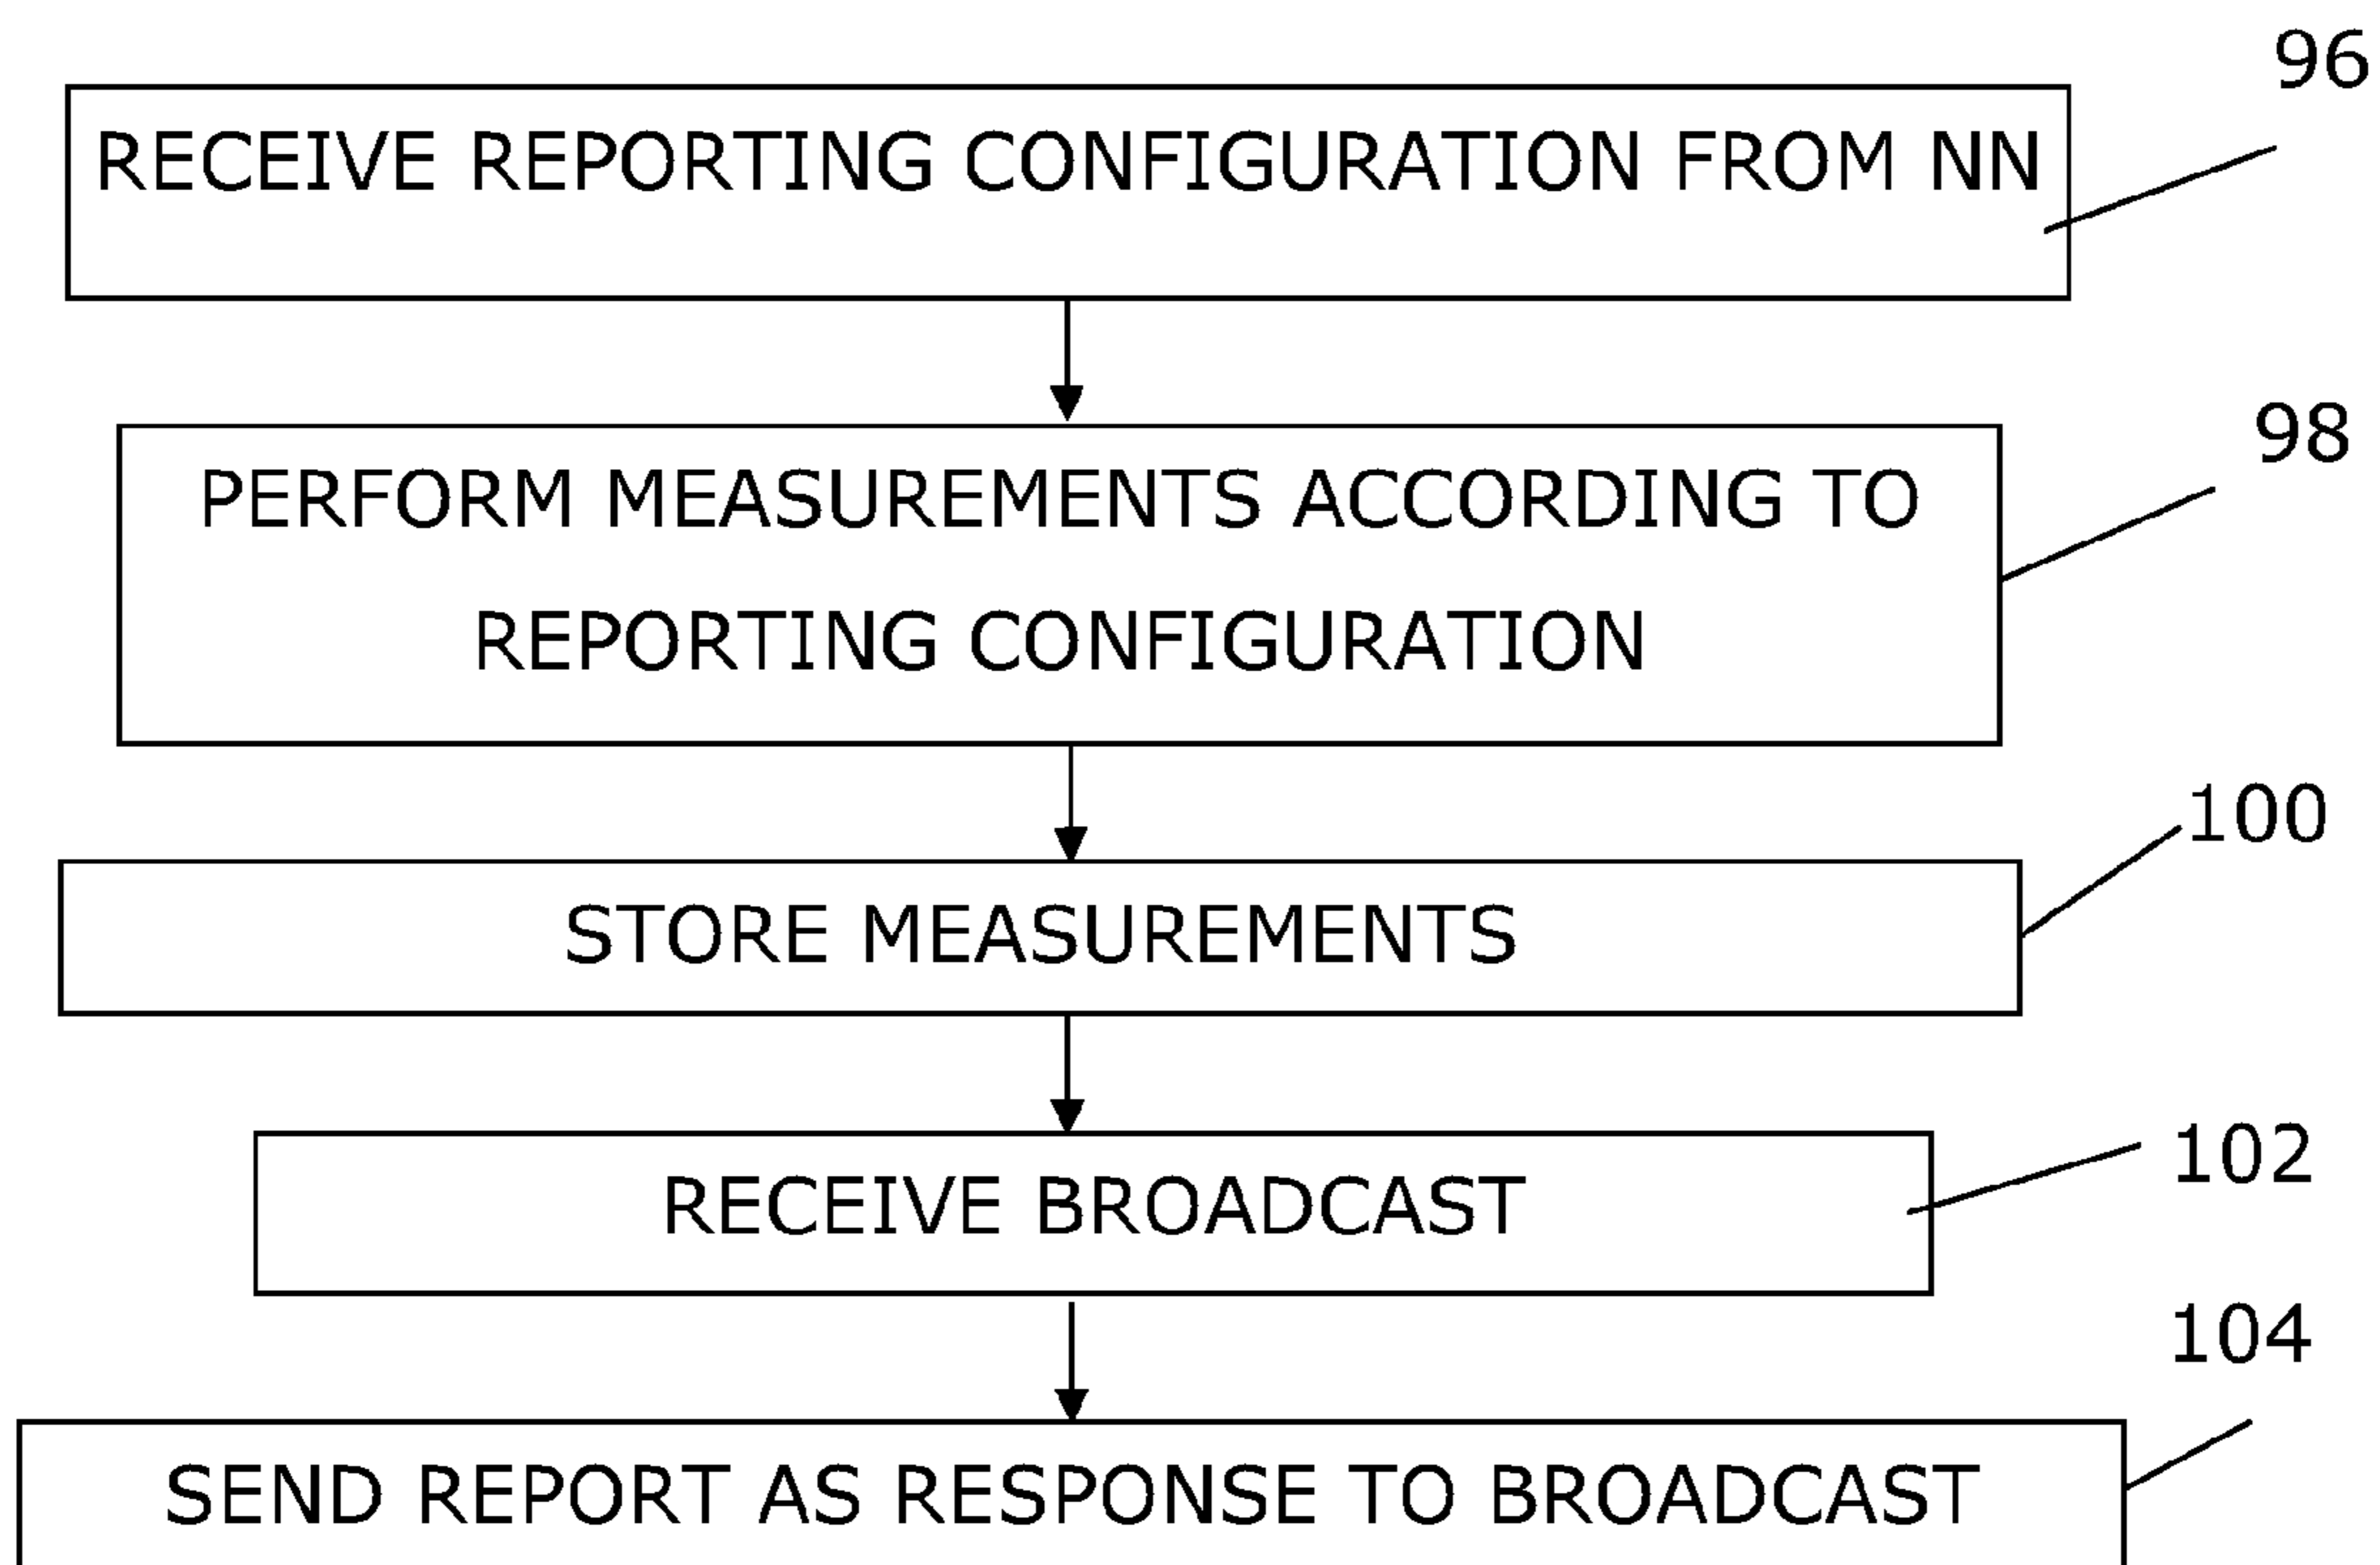 96
RECEIVE REPORTING CONFIGURATION FROM NN
98
PERFORM MEASUREMENTS ACCORDING TO
REPORTING CONFIGURATION
100
STORE MEASUREMENTS
102
RECEIVE BROADCAST
104
SEND REPORT AS RESPONSE TO BROADCAST